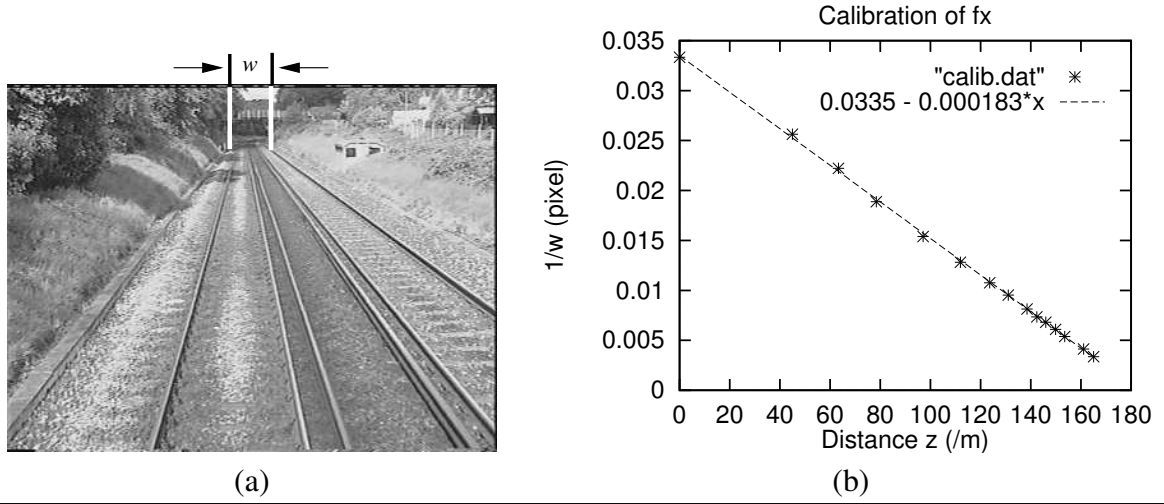 w
(a)
Calibration of fx
"calib.dat"
0.0335 - 0.000183*x
0.035
0.03
0.025
0.02
0.015
0.01
0.005
0
1/w (pixel)
0 20 40 60 80 100 120 140 160 180
Distance z (/m)
(b)